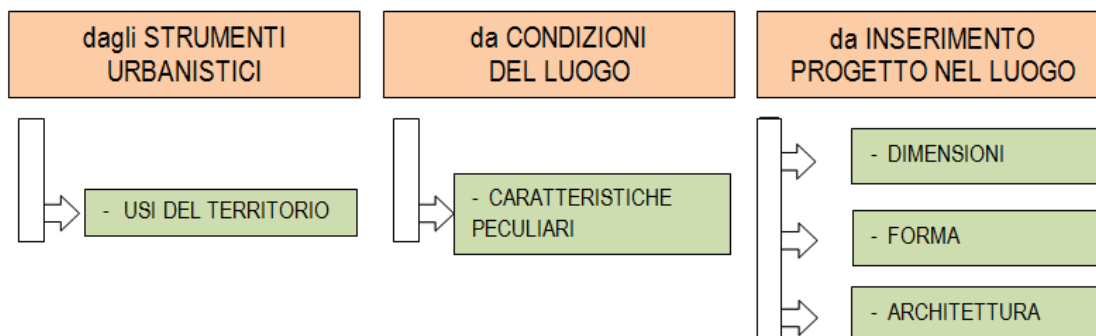 dagli STRUMENTI
URBANISTICI
da CONDIZIONI
DEL LUOGO
da INSERIMENTO
PROGETTO NEL LUOGO
- USI DEL TERRITORIO
- CARATTERISTICHE
PECULIARI
- DIMENSIONI
- FORMA
- ARCHITETTURA